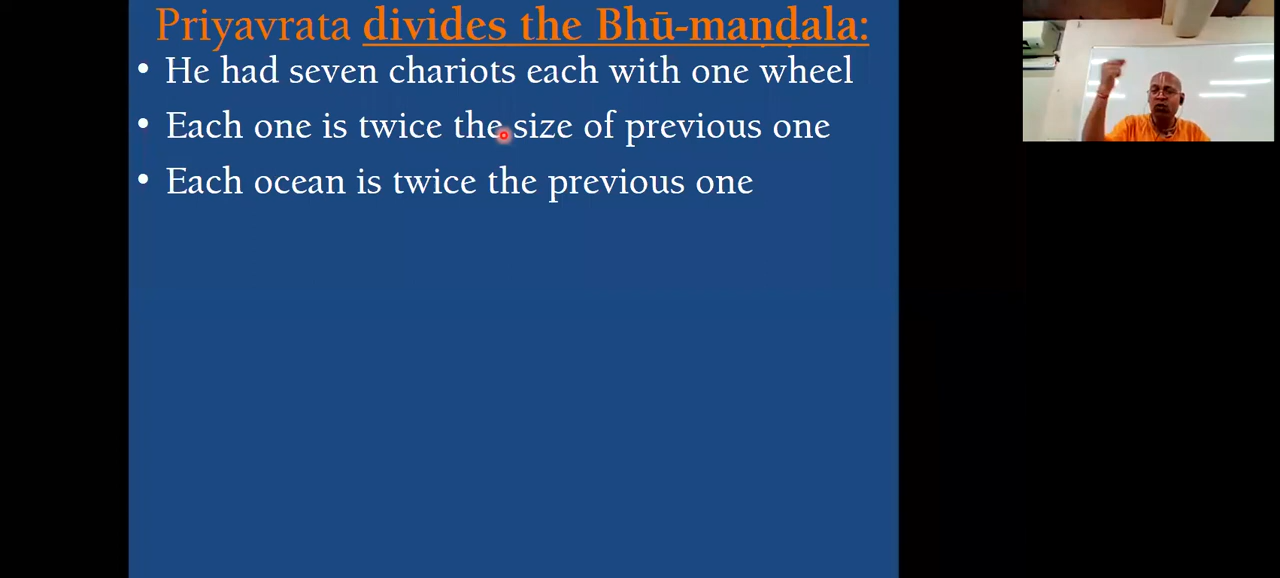 Priyavrata divides the Bhū-maṇḍala:
• He had seven chariots each with one wheel
• Each one is twice the size of previous one
• Each ocean is twice the previous one